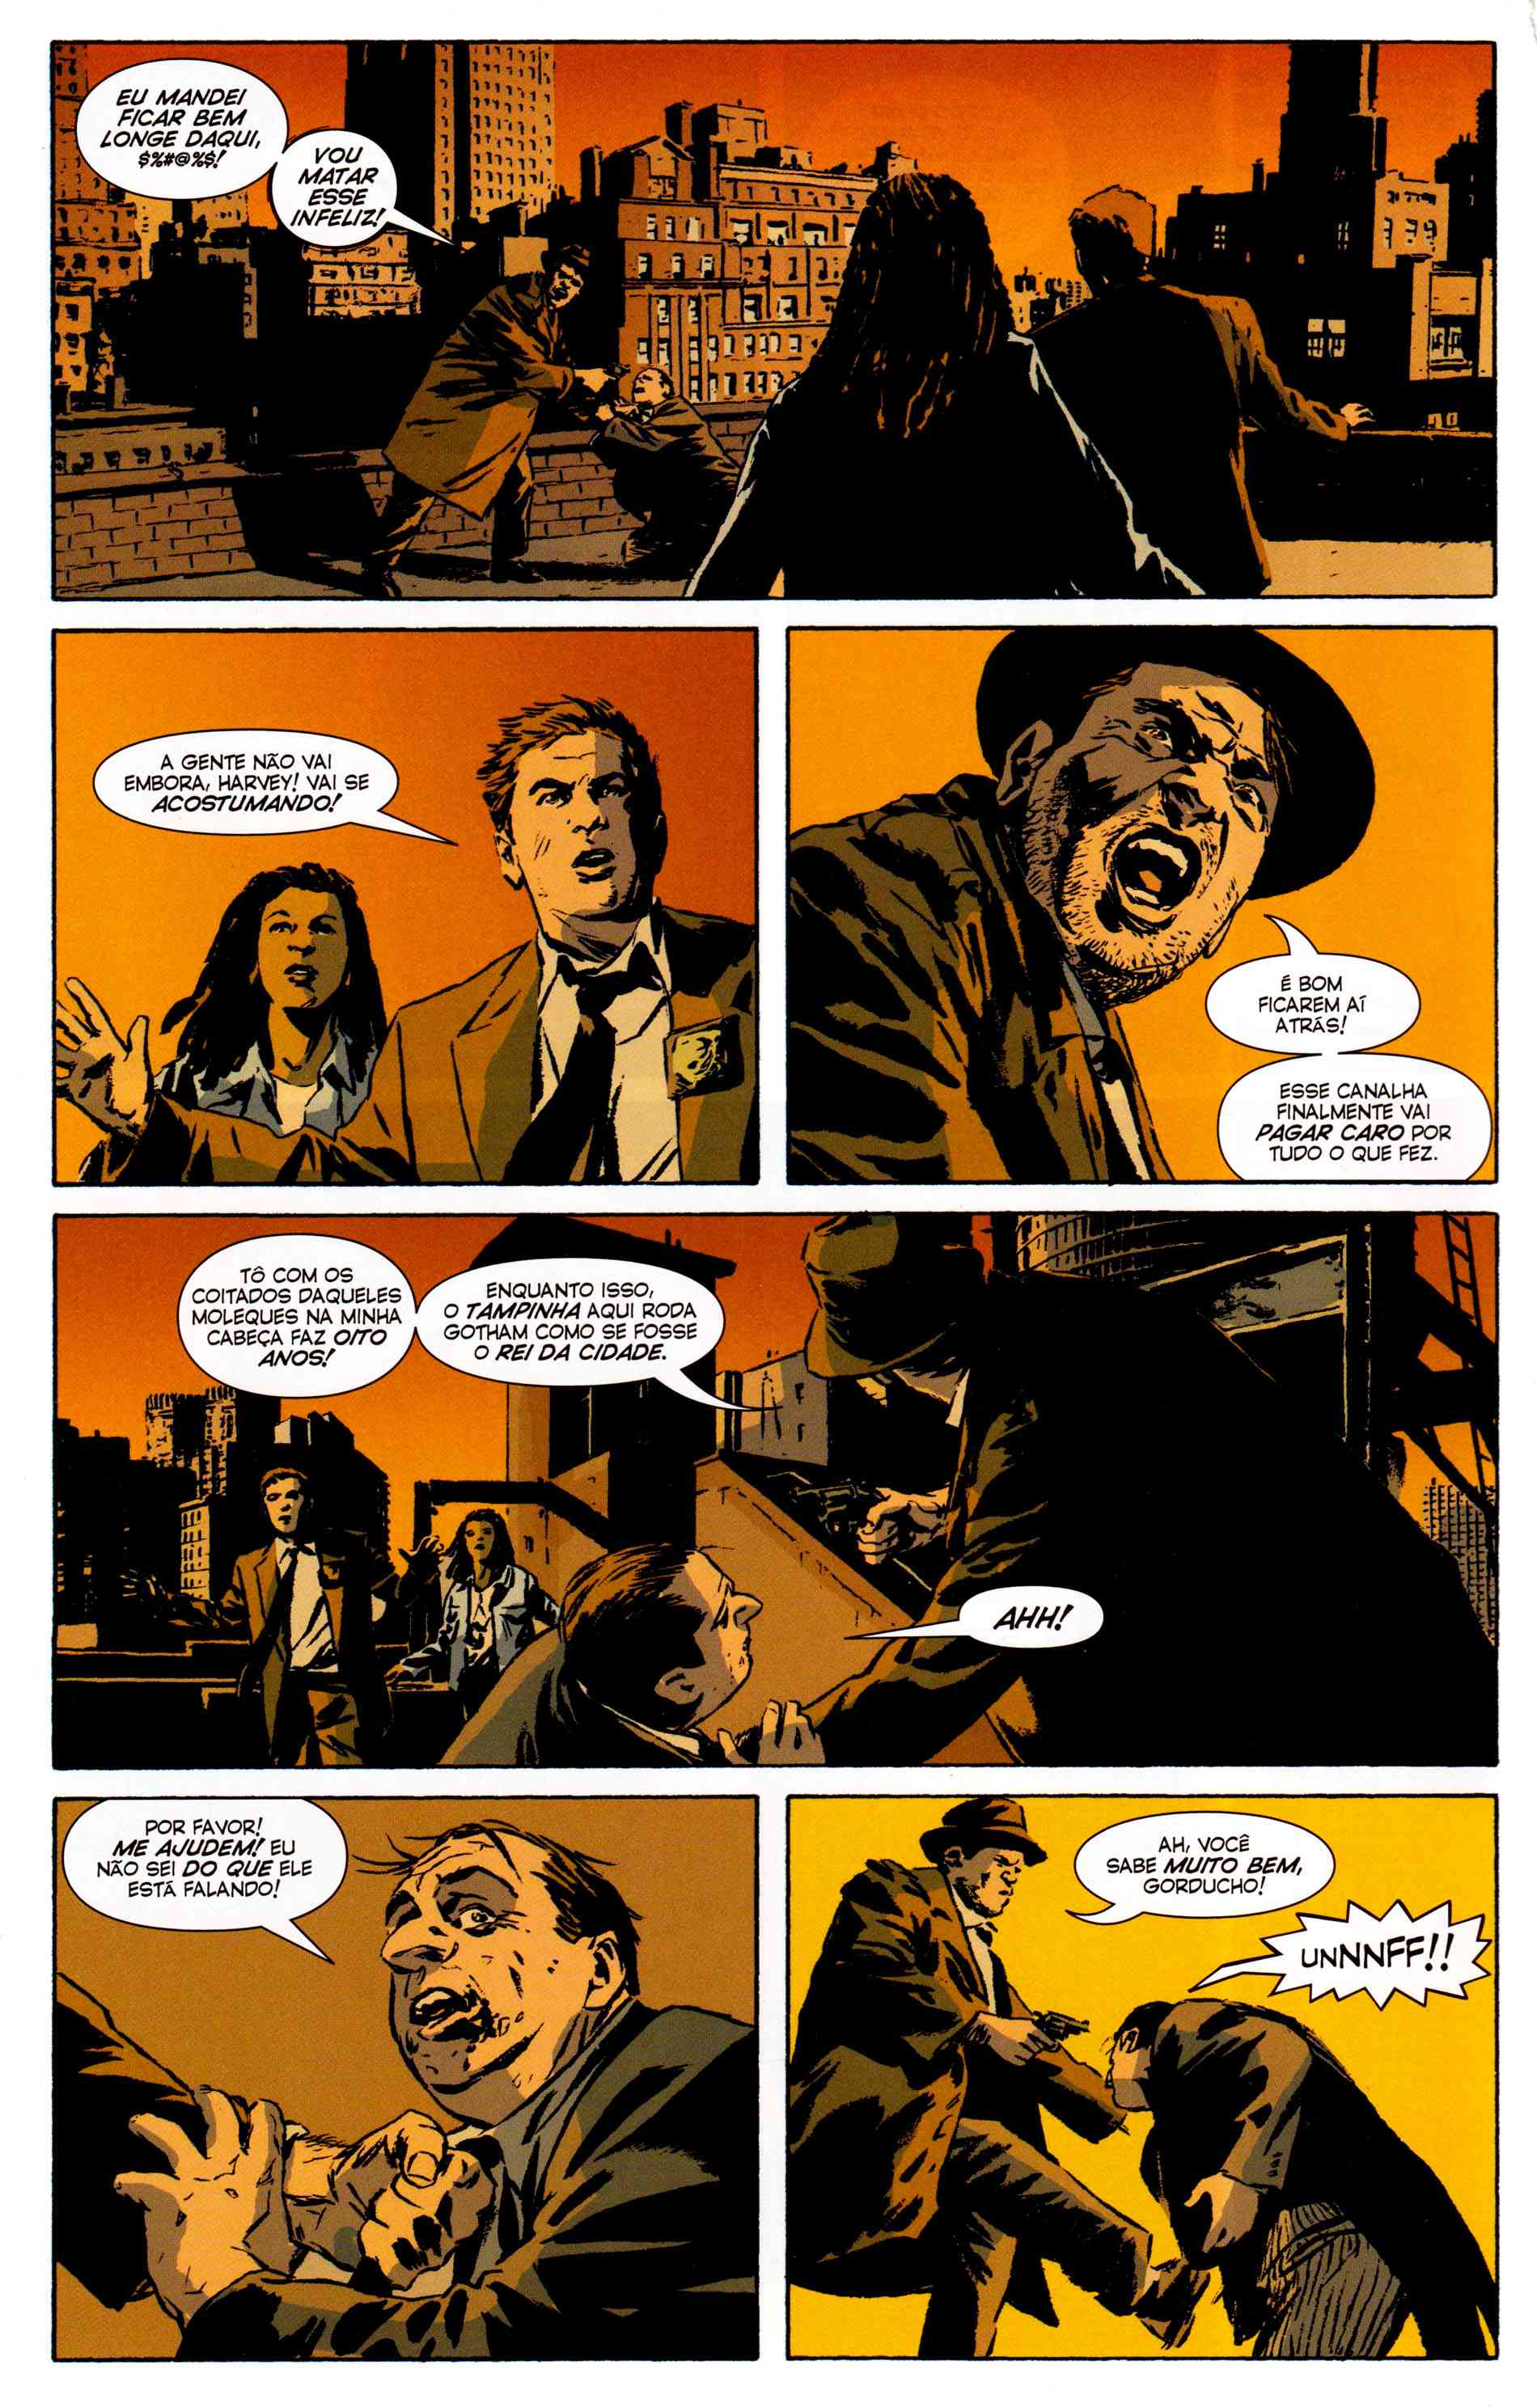 EU MANDEI
FICAR BEM
LONGE DAQUI,
$%#@%$!
VOU
MATAR
ESSE
INFELIZ!
A GENTE NÃO VAI
EMBORA, HARVEY! VAI SE
ACOSTUMANDO!
É BOM
FICAREM AÍ
ATRÁS!
ESSE CANALHA
FINALMENTE VAI
PAGAR CARO POR
TUDO O QUE FEZ.
TÔ COM OS
COITADOS DAQUELES
MOLEQUES NA MINHA
CABEÇA FAZ OITO
ANOS!
ENQUANTO ISSO,
O TAMPINHA AQUI RODA
GOTHAM COMO SE FOSSE
O REI DA CIDADE.
AHH!
POR FAVOR!
ME AJUDEM! EU
NÃO SEI DO QUE ELE
ESTÁ FALANDO!
AH, VOCÊ
SABE MUITO BEM,
GORDUCHO!
UNNNFF!!